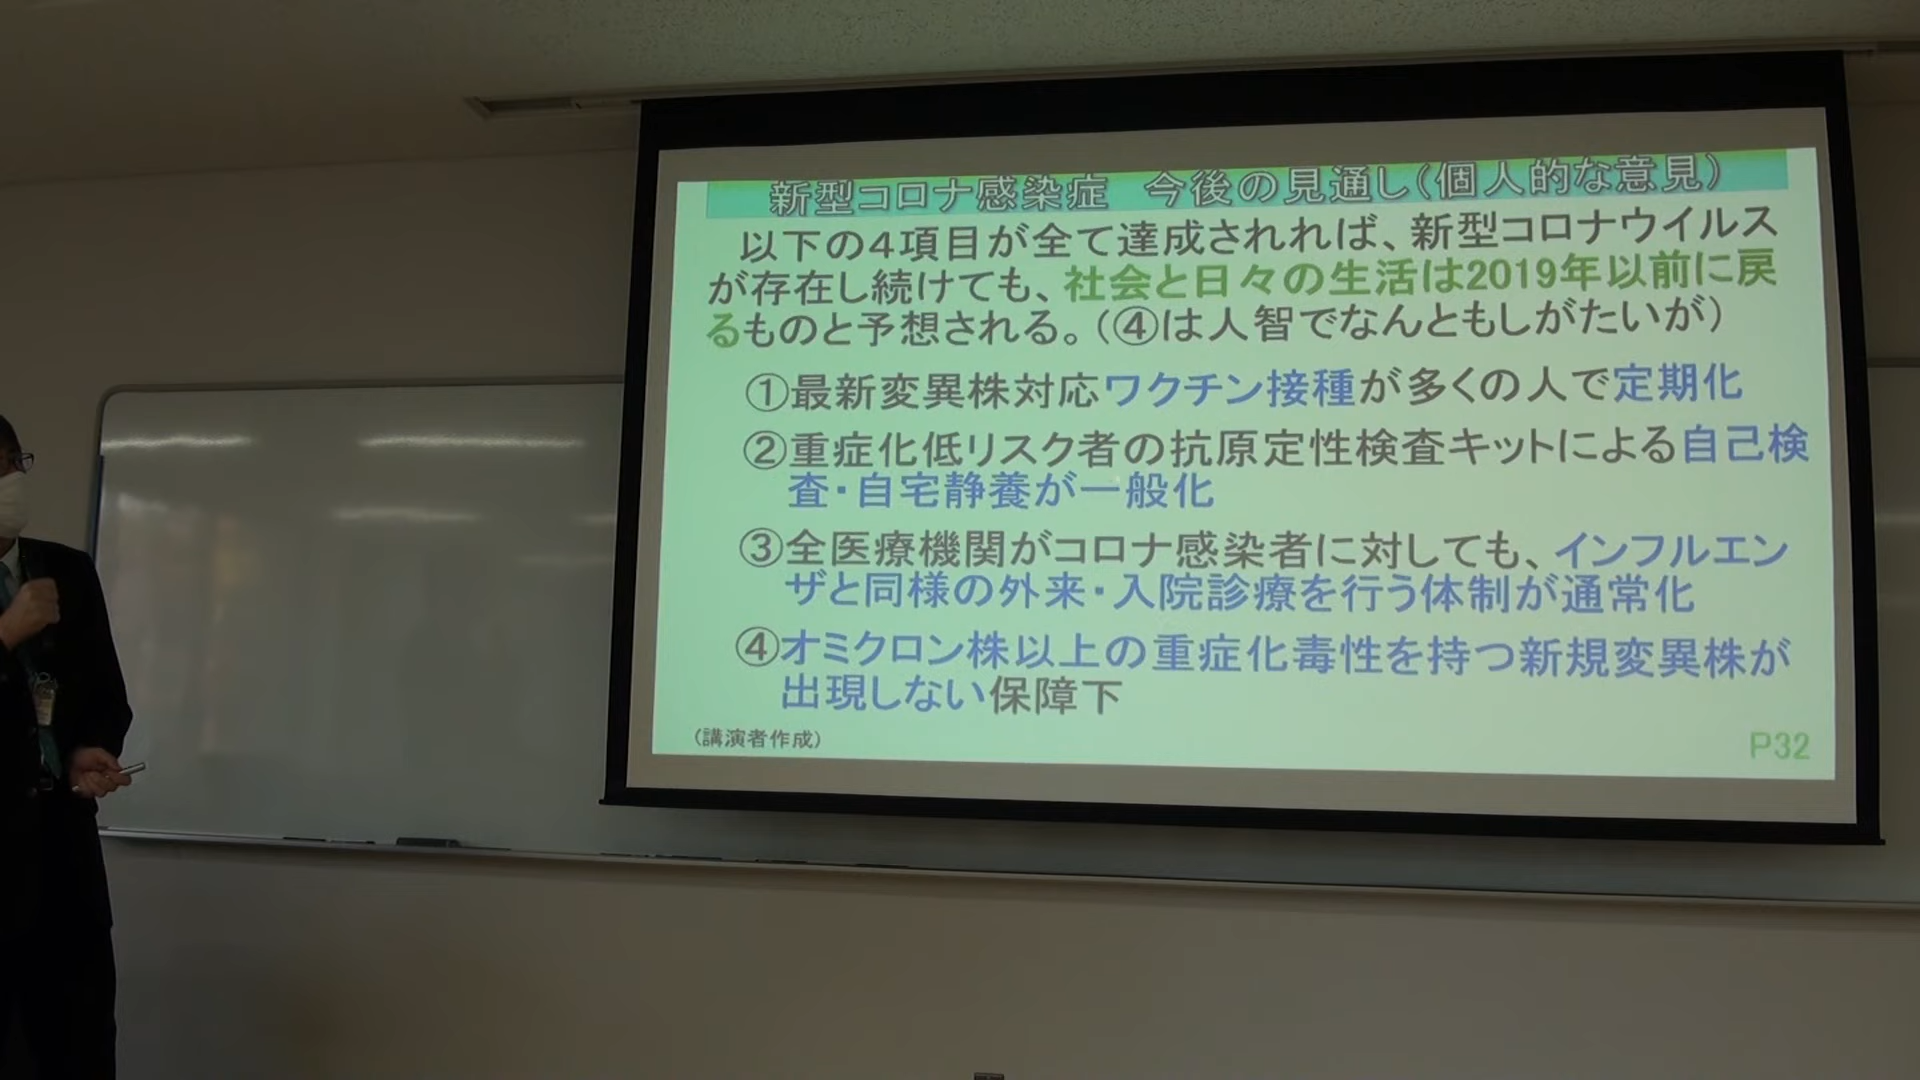 新型コロナ感染症　今後の見通し（個人的な意見）
以下の４項目が全て達成されれば、新型コロナウイルス
が存在し続けても、社会と日々の生活は2019年以前に戻
るものと予想される。（④は人智でなんともしがたいが）
①最新変異株対応ワクチン接種が多くの人で定期化
②重症化低リスク者の抗原定性検査キットによる自己検
査・自宅静養が一般化
③全医療機関がコロナ感染者に対しても、インフルエン
ザと同様の外来・入院診療を行う体制が通常化
④オミクロン株以上の重症化毒性を持つ新規変異株が
出現しない保障下
（講演者作成）
P32